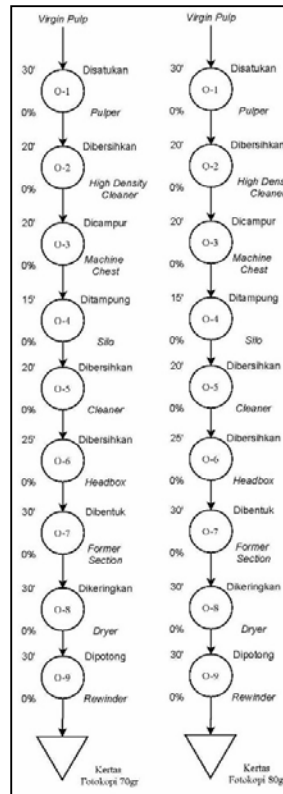 Virgin Pulp
30'
Disatukan
O-1
0%
Pulper
20'
Dibersihkan
O-2
0%
High Density
Cleaner
20'
Dicampur
O-3
0%
Machine
Chest
15'
Ditampung
O-4
0%
Silo
20'
Dibersihkan
O-5
0%
Cleaner
25'
Dibersihkan
O-6
0%
Headbox
30'
Dibentuk
O-7
0%
Former
Section
30'
Dikeringkan
O-8
0%
Dryer
30'
Dipotong
O-9
0%
Rewinder
Kertas
Fotokopi 70gr
Virgin Pulp
30'
Disatukan
O-1
0%
Pulper
20'
Dibersihkan
O-2
0%
High Dens
Cleaner
20'
Dicampur
O-3
0%
Machine
Chest
15'
Ditampung
O-4
0%
Silo
20'
Dibersihkan
O-5
0%
Cleaner
25'
Dibersihkan
O-6
0%
Headbox
30'
Dibentuk
O-7
0%
Former
Section
30'
Dikeringkan
O-8
0%
Dryer
30'
Dipotong
O-9
0%
Rewinder
Kertas
Fotokopi 80g